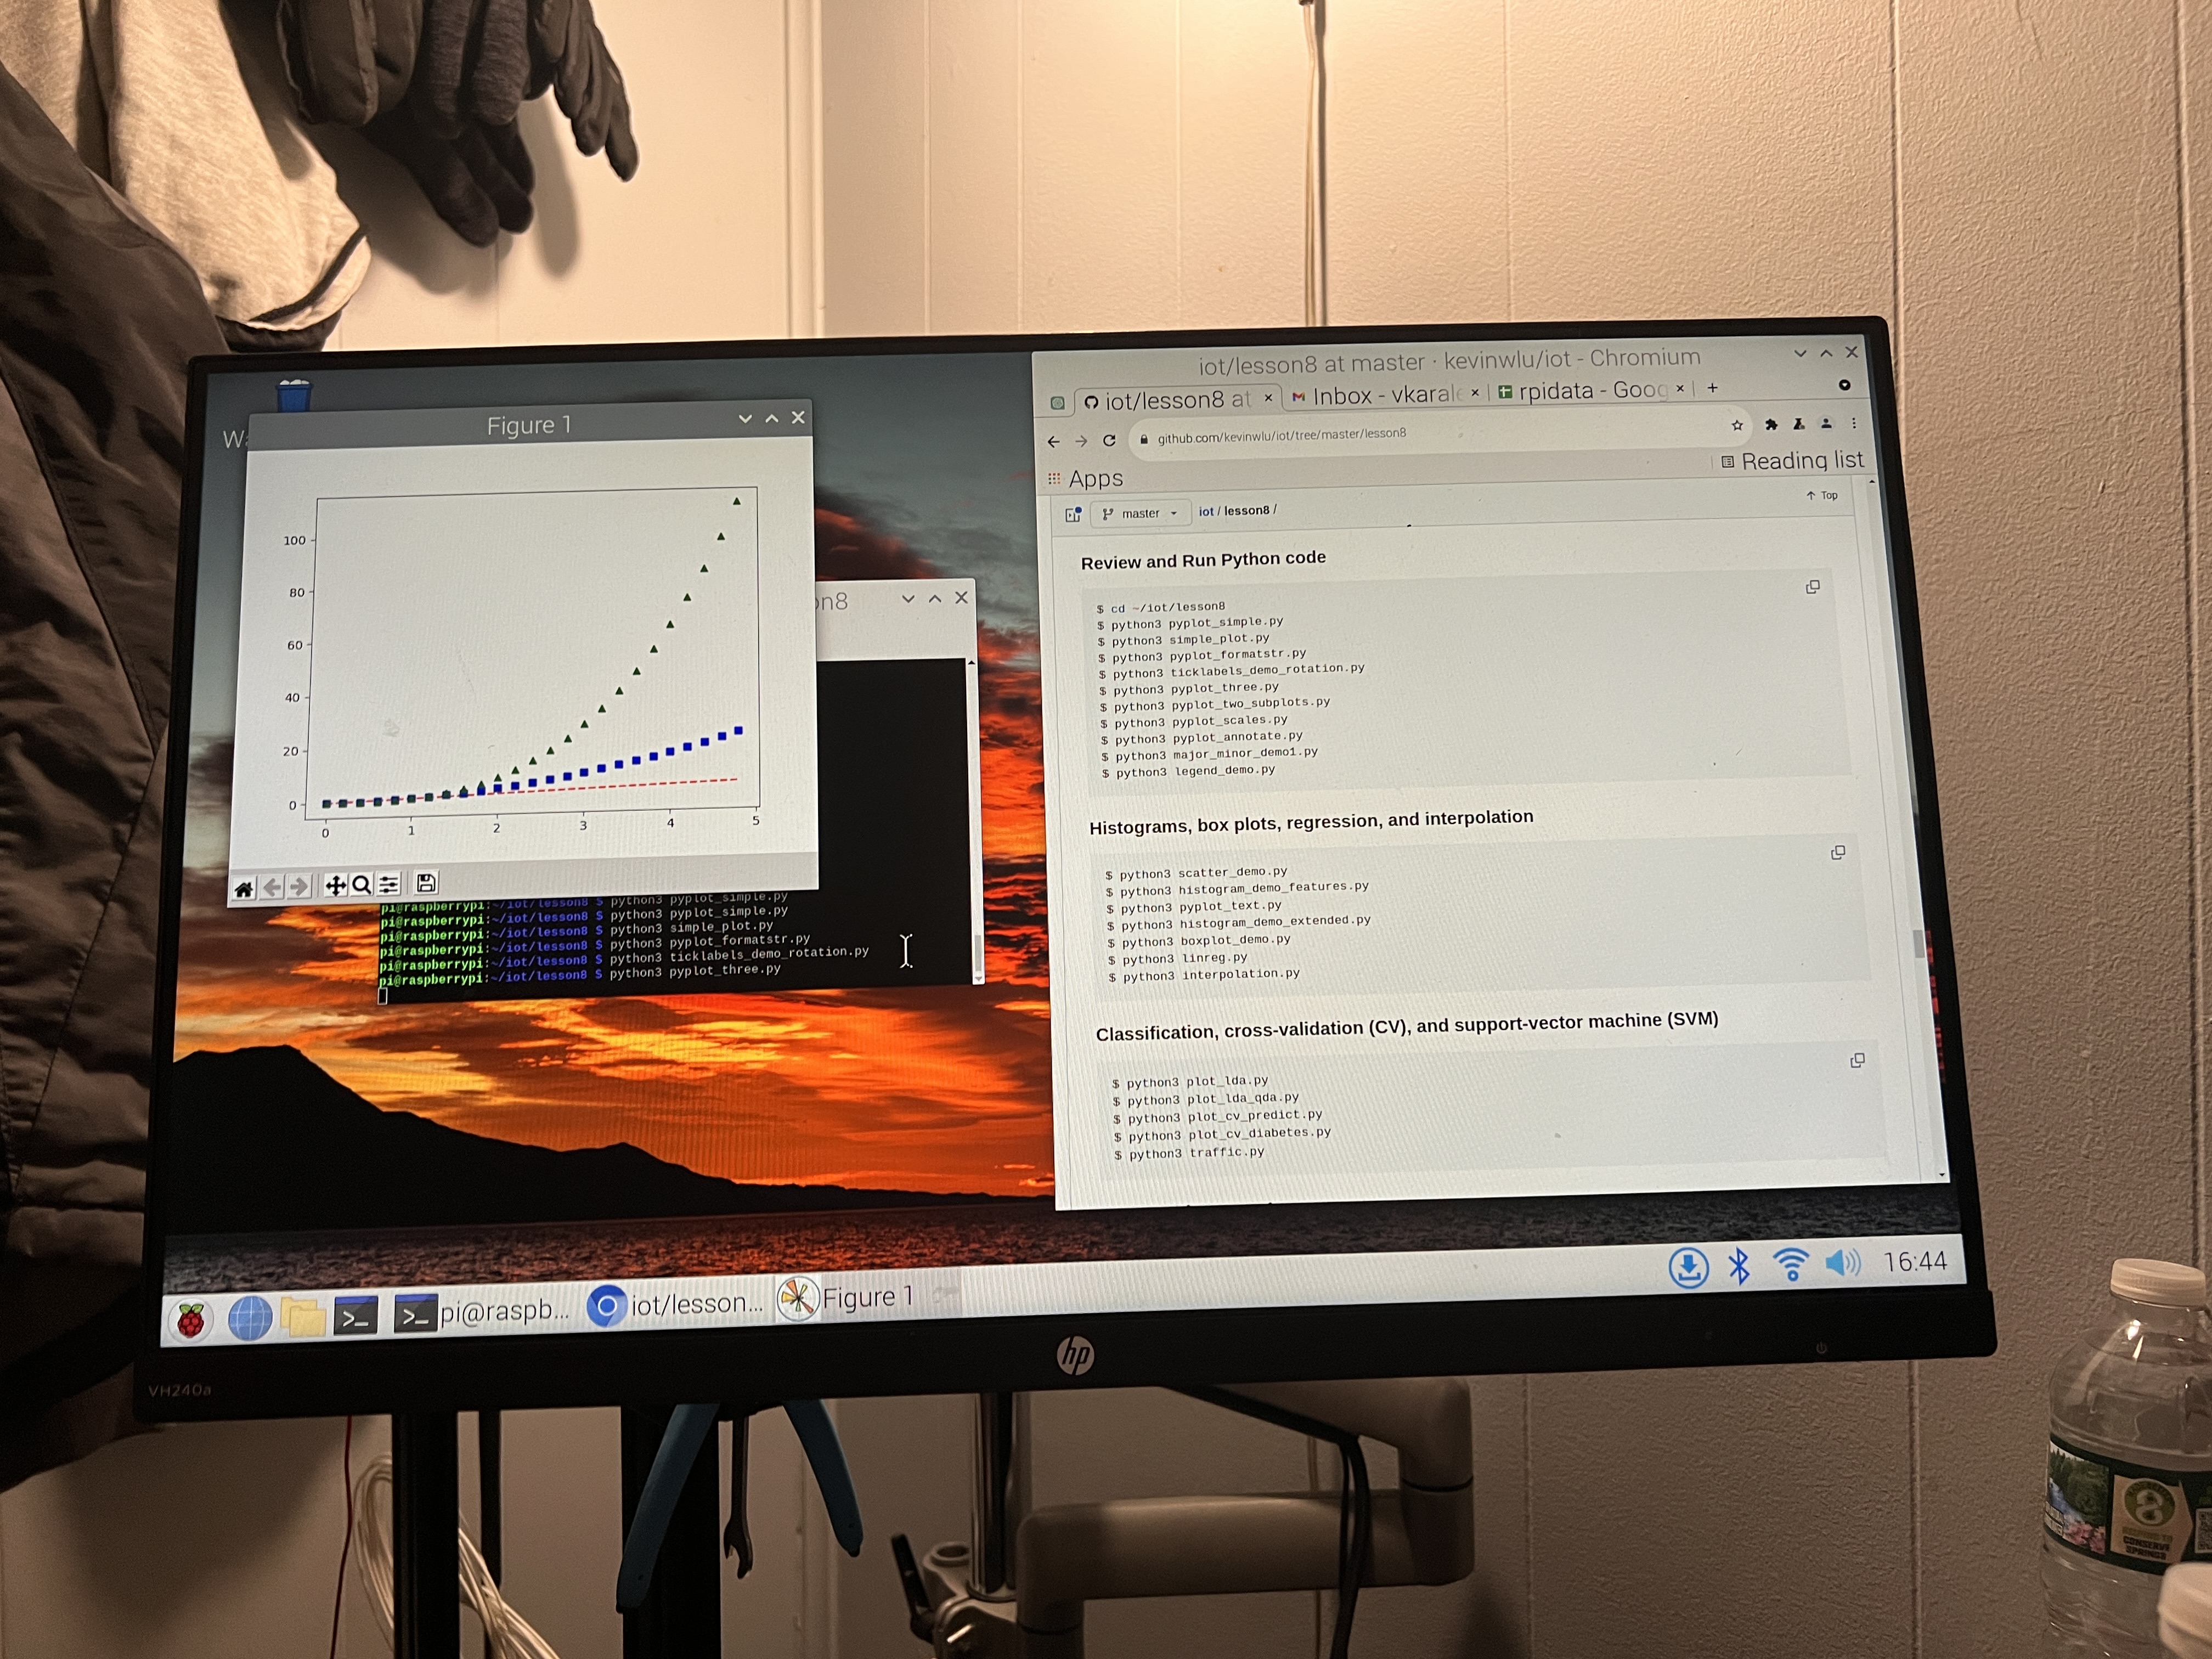 iot/lesson8 at master · kevinwlu/iot - Chromium
iot/lesson8 at
Inbox - vkarale
rpidata - Goog
github.com/kevinwlu/iot/tree/master/lesson8
Apps
Reading list
master
iot / lesson8 /
Top
Review and Run Python code
$ cd ~/iot/lesson8
$ python3 pyplot_simple.py
$ python3 simple_plot.py
$ python3 pyplot_formatstr.py
$ python3 ticklabels_demo_rotation.py
$ python3 pyplot_three.py
$ python3 pyplot_two_subplots.py
$ python3 pyplot_scales.py
$ python3 pyplot_annotate.py
$ python3 major_minor_demo1.py
$ python3 legend_demo.py
Histograms, box plots, regression, and interpolation
$ python3 scatter_demo.py
$ python3 histogram_demo_features.py
$ python3 pyplot_text.py
$ python3 histogram_demo_extended.py
$ python3 boxplot_demo.py
$ python3 linreg.py
$ python3 interpolation.py
Classification, cross-validation (CV), and support-vector machine (SVM)
$ python3 plot_lda.py
$ python3 plot_lda_qda.py
$ python3 plot_cv_predict.py
$ python3 plot_cv_diabetes.py
$ python3 traffic.py
Figure 1
100
80
60
40
20
0
0 1 2 3 4 5
on8
pi@raspberrypi:~/iot/lesson8 $ python3 pyplot_simple.py
pi@raspberrypi:~/iot/lesson8 $ python3 pyplot_simple.py
pi@raspberrypi:~/iot/lesson8 $ python3 simple_plot.py
pi@raspberrypi:~/iot/lesson8 $ python3 pyplot_formatstr.py
pi@raspberrypi:~/iot/lesson8 $ python3 ticklabels_demo_rotation.py
pi@raspberrypi:~/iot/lesson8 $ python3 pyplot_three.py
pi@raspb...
iot/lesson...
Figure 1
16:44
hp
VH240a